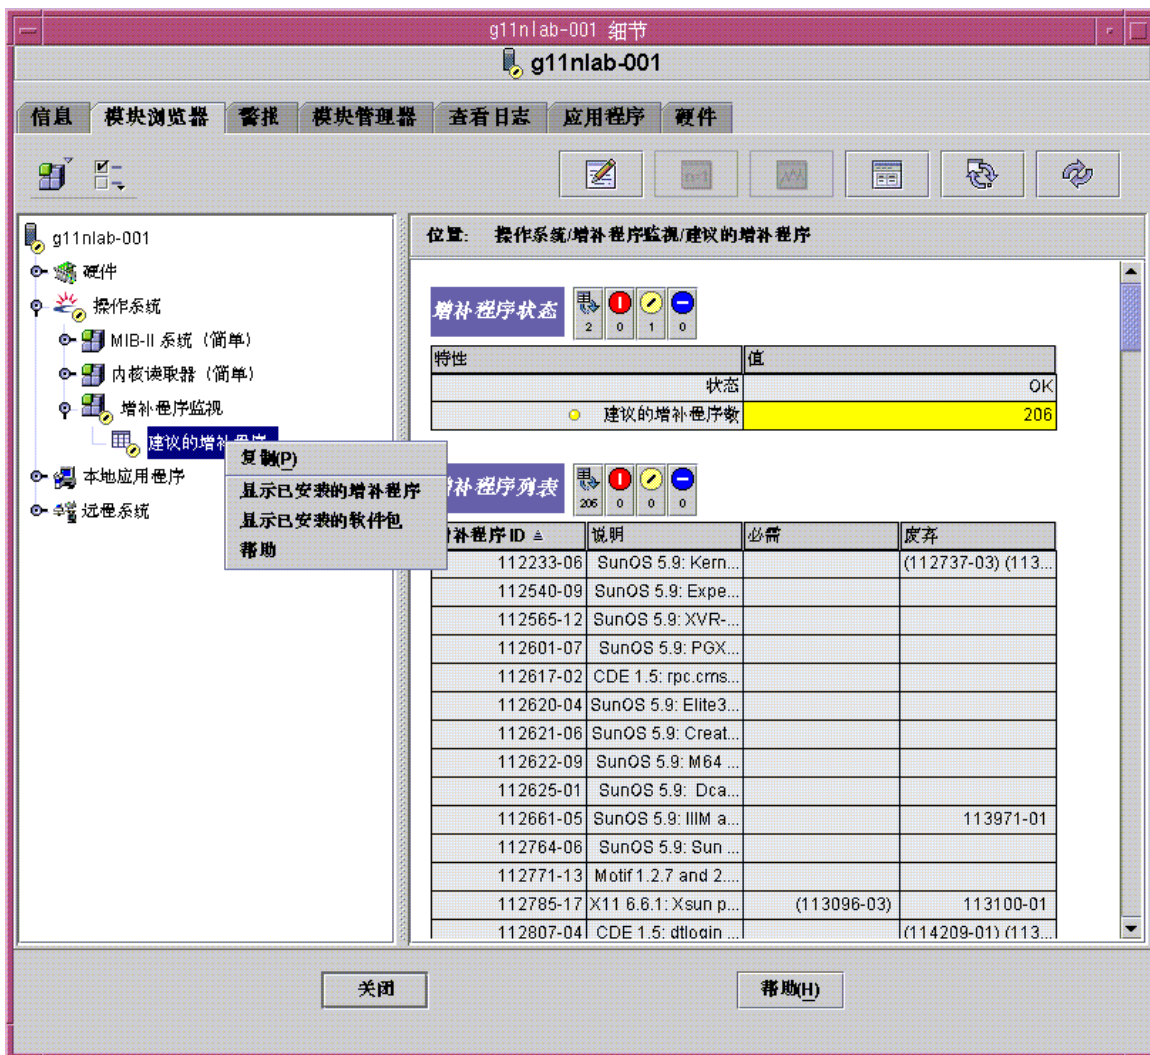 g11nlab-001 细节
g11nlab-001
信息 模块浏览器 警报 模块管理器 查看日志 应用程序 硬件
n=1
g11nlab-001
硬件
操作系统
MIB-II 系统 (简单)
内核读取器 (简单)
增补程序监视
建议的增补程序
本地应用程序
远程系统
复制(P)
显示已安装的增补程序
显示已安装的软件包
帮助
位置: 操作系统/增补程序监视/建议的增补程序
增补程序状态 2 0 1 0
特性 值
状态 OK
建议的增补程序数 206
补程序列表 206 0 0 0
补程序 ID 说明 必需 废弃
112233-06 SunOS 5.9: Kern... (112737-03) (113...
112540-09 SunOS 5.9: Expe...
112565-12 SunOS 5.9: XVR-...
112601-07 SunOS 5.9: PGX...
112617-02 CDE 1.5: rpc.cms...
112620-04 SunOS 5.9: Elite3...
112621-06 SunOS 5.9: Creat...
112622-09 SunOS 5.9: M64 ...
112625-01 SunOS 5.9: Dca...
112661-05 SunOS 5.9: IIIM a... 113971-01
112764-06 SunOS 5.9: Sun ...
112771-13 Motif 1.2.7 and 2....
112785-17 X11 6.6.1: Xsun p... (113096-03) 113100-01
112807-04 CDE 1.5: dtlogin ... (114209-01) (113...
关闭 帮助(H)